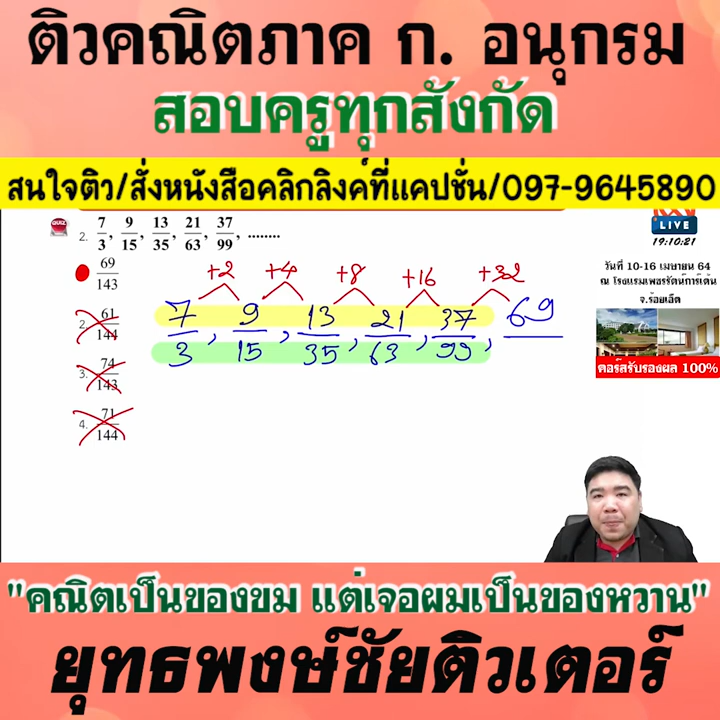 ติวคณิตภาค ก. อนุกรม
สอบครูทุกสังกัด
สนใจติว/สั่งหนังสือคลิกลิงค์ที่แคปชั่น/097-9645890
QUIZ
2. 7/3, 9/15, 13/35, 21/63, 37/99, ........
69/143
2. 61/144
3. 74/143
4. 71/144
+2 +4 +8 +16 +32
7/3, 9/15, 13/35, 21/63, 37/99, 69
LIVE
19:10:21
วันที่ 10-16 เมษายน 64
ณ โรงแรมเพชรรัตน์การ์เด้น
จ.ร้อยเอ็ด
คอร์สรับรองผล 100%
"คณิตเป็นของขม แต่เจอผมเป็นของหวาน"
ยุทธพงษ์ชัยติวเตอร์